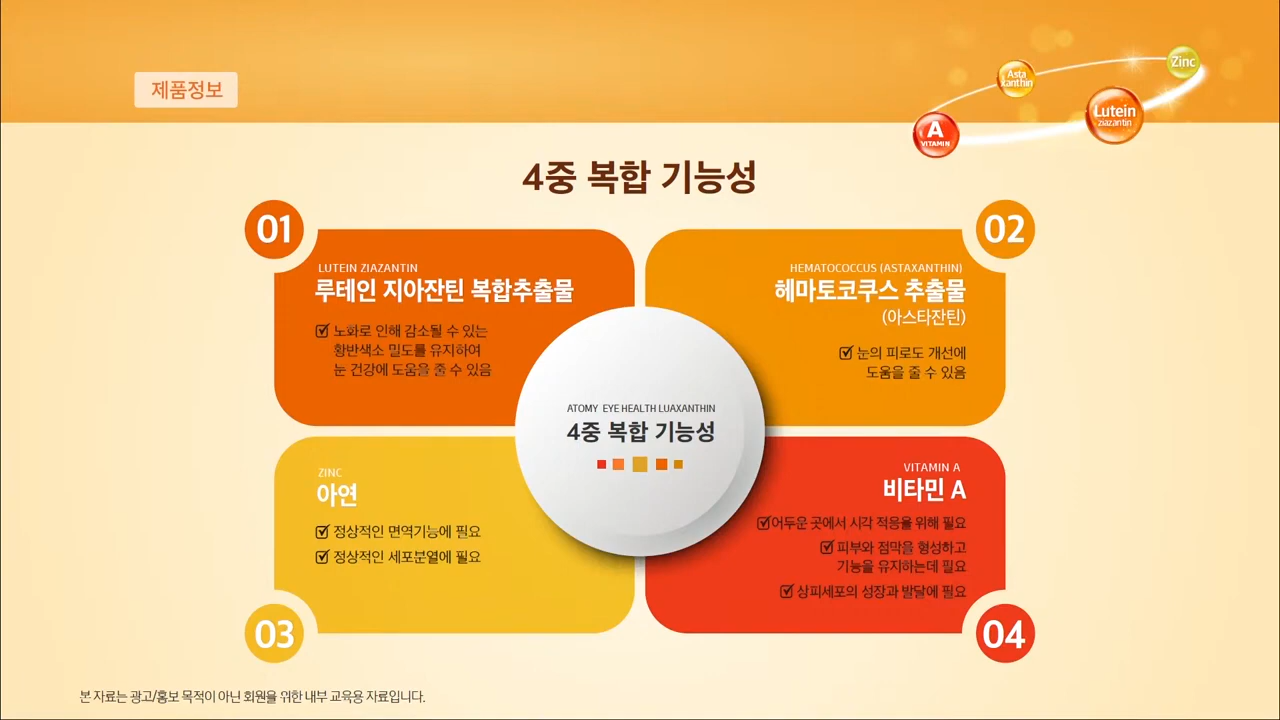 제품정보
Asta
xanthin
Zinc
A
VITAMIN
Lutein
ziazantin
4중 복합 기능성
01
LUTEIN ZIAZANTIN
루테인 지아잔틴 복합추출물
노화로 인해 감소될 수 있는
황반색소 밀도를 유지하여
눈 건강에 도움을 줄 수 있음
02
HEMATOCOCCUS (ASTAXANTHIN)
헤마토코쿠스 추출물
(아스타잔틴)
눈의 피로도 개선에
도움을 줄 수 있음
ATOMY EYE HEALTH LUAXANTHIN
4중 복합 기능성
ZINC
아연
정상적인 면역기능에 필요
정상적인 세포분열에 필요
03
VITAMIN A
비타민 A
어두운 곳에서 시각 적응을 위해 필요
피부와 점막을 형성하고
기능을 유지하는데 필요
상피세포의 성장과 발달에 필요
04
본 자료는 광고/홍보 목적이 아닌 회원을 위한 내부 교육용 자료입니다.